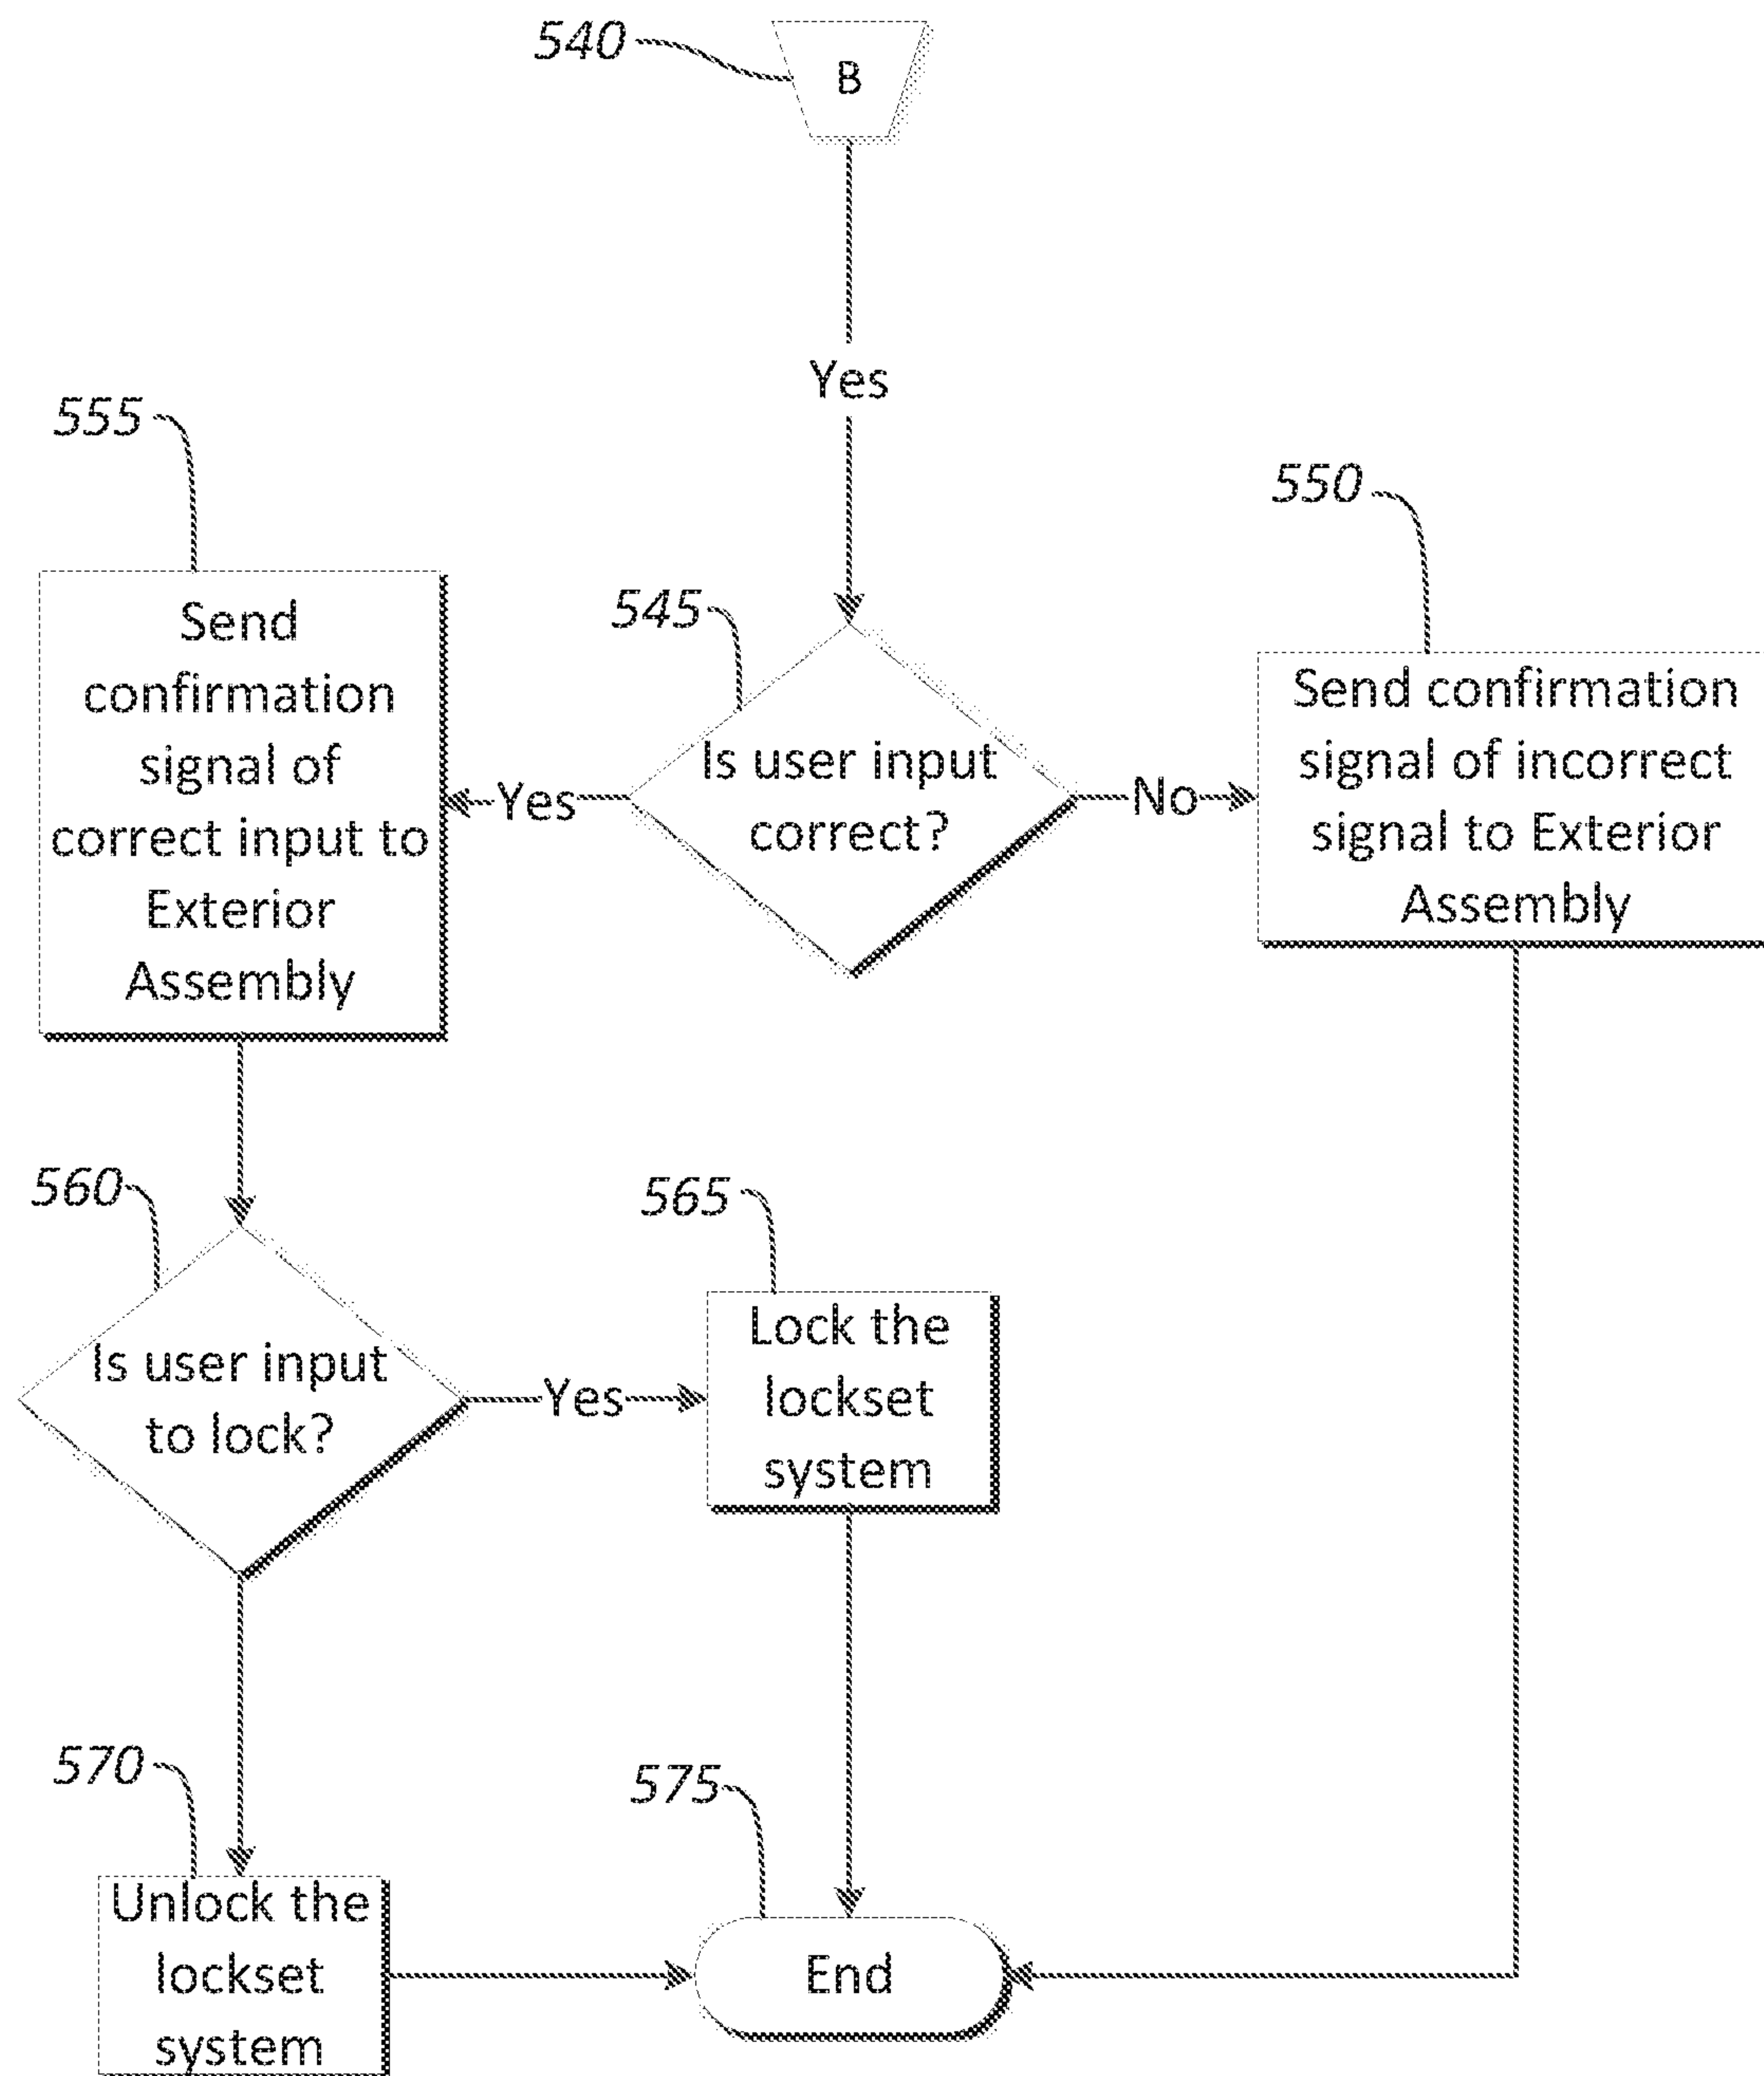 540
B
Yes
555
Send
confirmation
signal of
correct input to
Exterior
Assembly
545
Is user input
correct?
Yes
No
550
Send confirmation
signal of incorrect
signal to Exterior
Assembly
560
Is user input
to lock?
Yes
565
Lock the
lockset
system
570
Unlock the
lockset
system
575
End